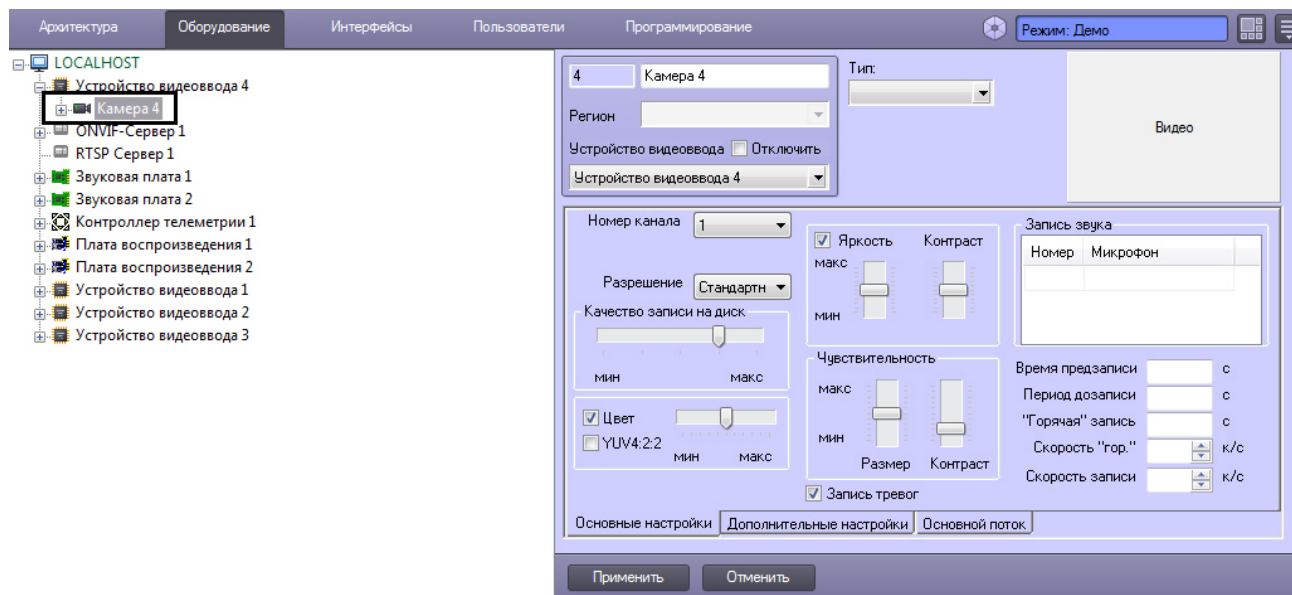 Архитектура Оборудование Интерфейсы Пользователи Программирование Режим: Демо
LOCALHOST
Устройство видеоввода 4
Камера 4
ONVIF-Сервер 1
RTSP Сервер 1
Звуковая плата 1
Звуковая плата 2
Контроллер телеметрии 1
Плата воспроизведения 1
Плата воспроизведения 2
Устройство видеоввода 1
Устройство видеоввода 2
Устройство видеоввода 3
4 Камера 4
Регион
Устройство видеоввода Отключить
Устройство видеоввода 4
Тип:
Видео
Номер канала 1
Разрешение Стандартн
Качество записи на диск
мин макс
Цвет
YUV4:2:2
мин макс
Яркость Контраст
макс
мин
Чувствительность
макс
мин
Размер Контраст
Запись тревог
Запись звука
Номер Микрофон
Время предзаписи с
Период дозаписи с
"Горячая" запись с
Скорость "гор." к/с
Скорость записи к/с
Основные настройки Дополнительные настройки Основной поток
Применить Отменить